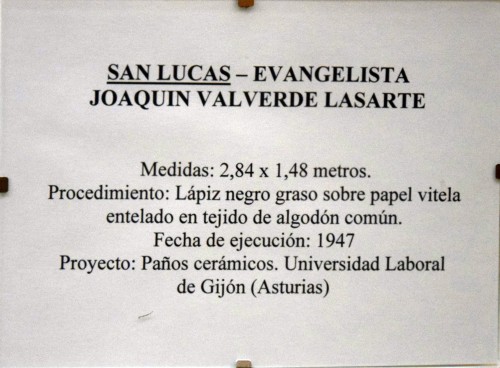 SAN LUCAS – EVANGELISTA
JOAQUIN VALVERDE LASARTE
Medidas: 2,84 x 1,48 metros.
Procedimiento: Lápiz negro graso sobre papel vitela
entelado en tejido de algodón común.
Fecha de ejecución: 1947
Proyecto: Paños cerámicos. Universidad Laboral
de Gijón (Asturias)